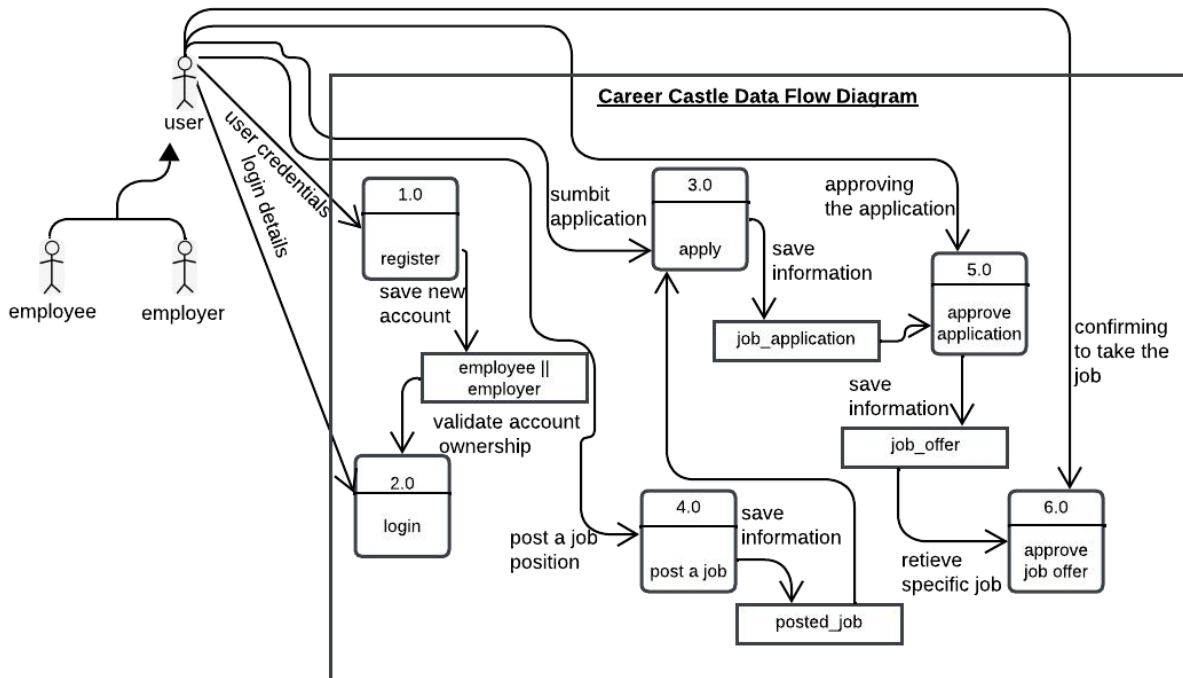 Career Castle Data Flow Diagram
user
employee
employer
user credentials
login details
1.0
register
save new
account
employee ||
employer
validate account
ownership
2.0
login
sumbit
application
3.0
apply
save
information
job_application
approving
the application
5.0
approve
application
save
information
job_offer
confirming
to take the
job
post a job
position
4.0
post a job
save
information
posted_job
retieve
specific job
6.0
approve
job offer